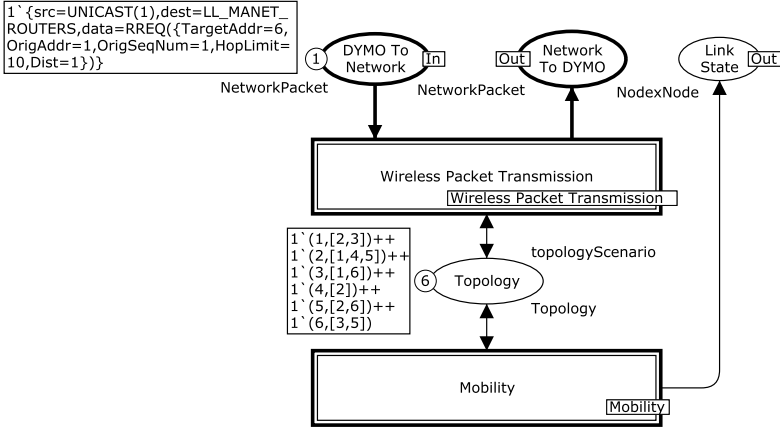 1`{src=UNICAST(1),dest=LL_MANET_
ROUTERS,data=RREQ({TargetAddr=6,
OrigAddr=1,OrigSeqNum=1,HopLimit=
10,Dist=1})}
1
DYMO To
Network
In
NetworkPacket
Out
Network
To DYMO
NetworkPacket
Link
State
Out
NodexNode
Wireless Packet Transmission
Wireless Packet Transmission
1`(1,[2,3])++
1`(2,[1,4,5])++
1`(3,[1,6])++
1`(4,[2])++
1`(5,[2,6])++
1`(6,[3,5])
6
Topology
topologyScenario
Topology
Mobility
Mobility